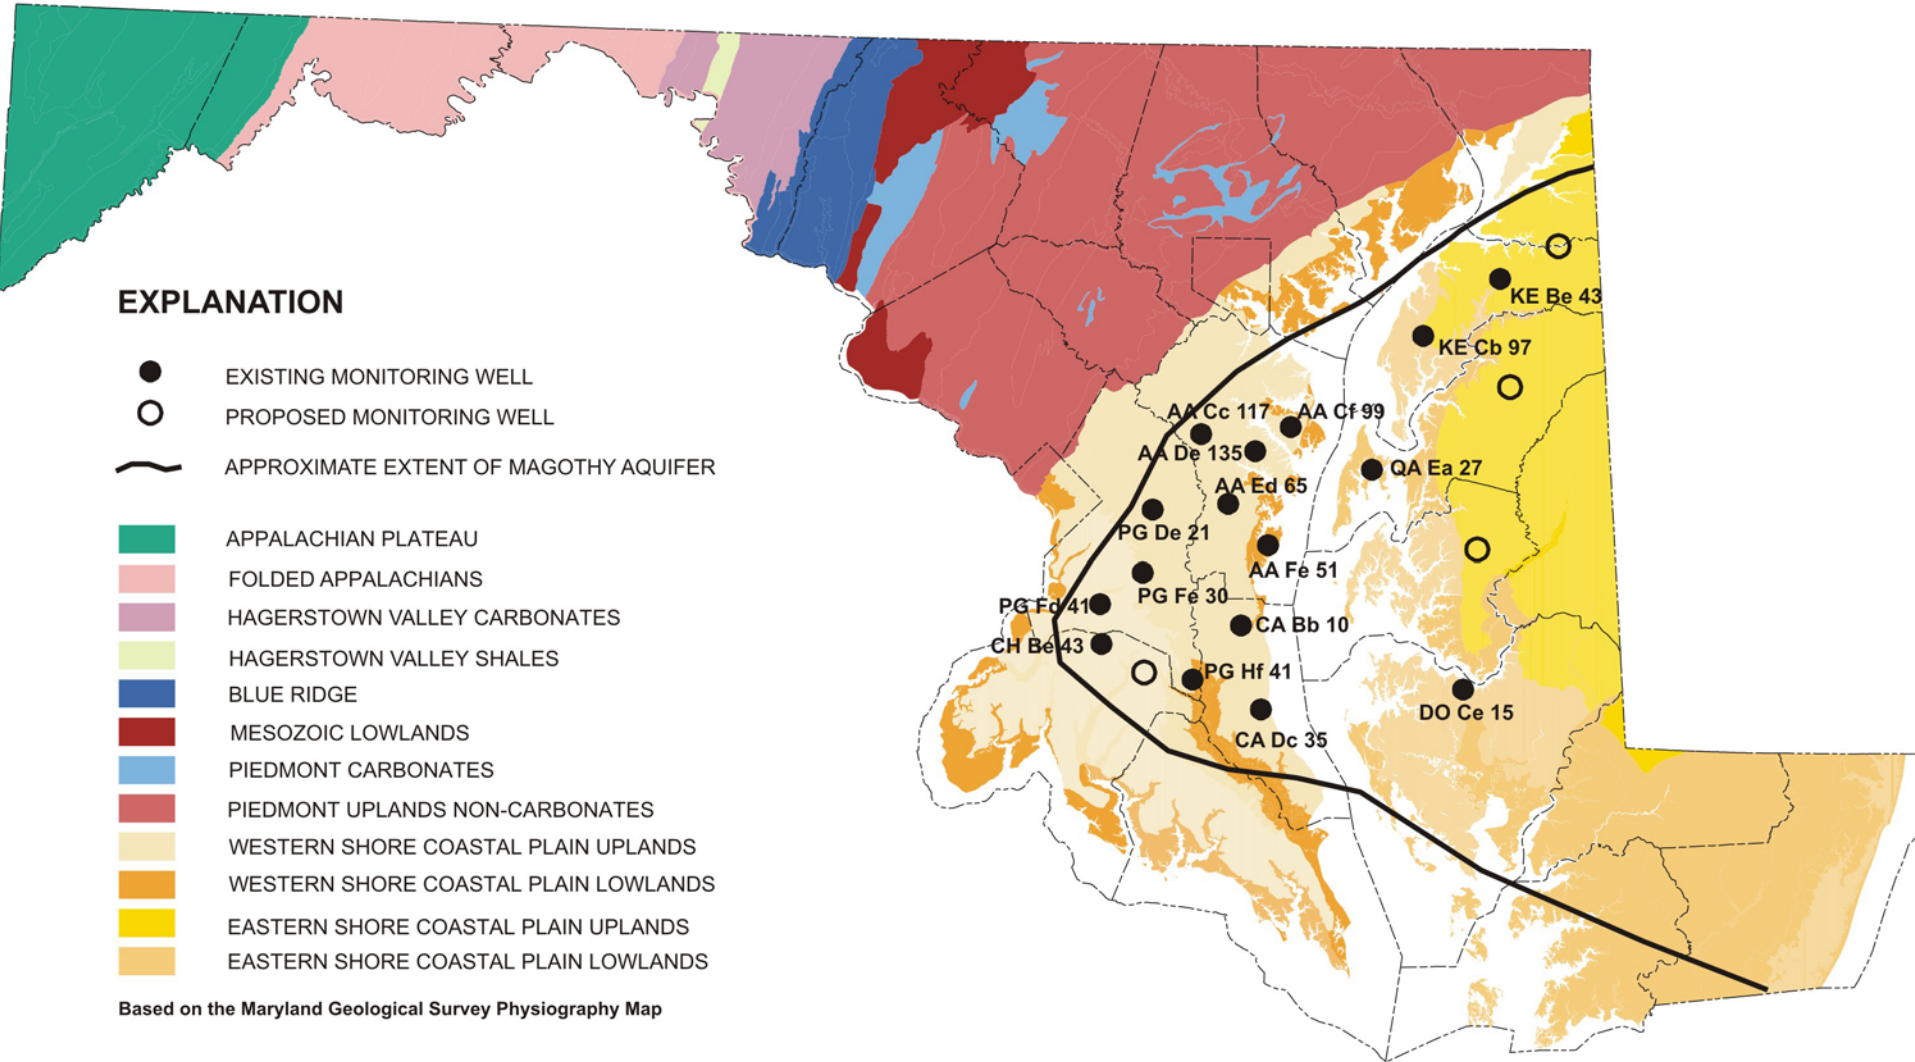 EXPLANATION
EXISTING MONITORING WELL
PROPOSED MONITORING WELL
APPROXIMATE EXTENT OF MAGOTHY AQUIFER
APPALACHIAN PLATEAU
FOLDED APPALACHIANS
HAGERSTOWN VALLEY CARBONATES
HAGERSTOWN VALLEY SHALES
BLUE RIDGE
MESOZOIC LOWLANDS
PIEDMONT CARBONATES
PIEDMONT UPLANDS NON-CARBONATES
WESTERN SHORE COASTAL PLAIN UPLANDS
WESTERN SHORE COASTAL PLAIN LOWLANDS
EASTERN SHORE COASTAL PLAIN UPLANDS
EASTERN SHORE COASTAL PLAIN LOWLANDS
Based on the Maryland Geological Survey Physiography Map
KE Be 43
KE Cb 97
AA Cc 117
AA Cf 99
AA De 135
QA Ea 27
AA Ed 65
PG De 21
AA Fe 51
PG Fe 30
PG Fd 41
CA Bb 10
CH Be 43
PG Hf 41
DO Ce 15
CA Dc 35